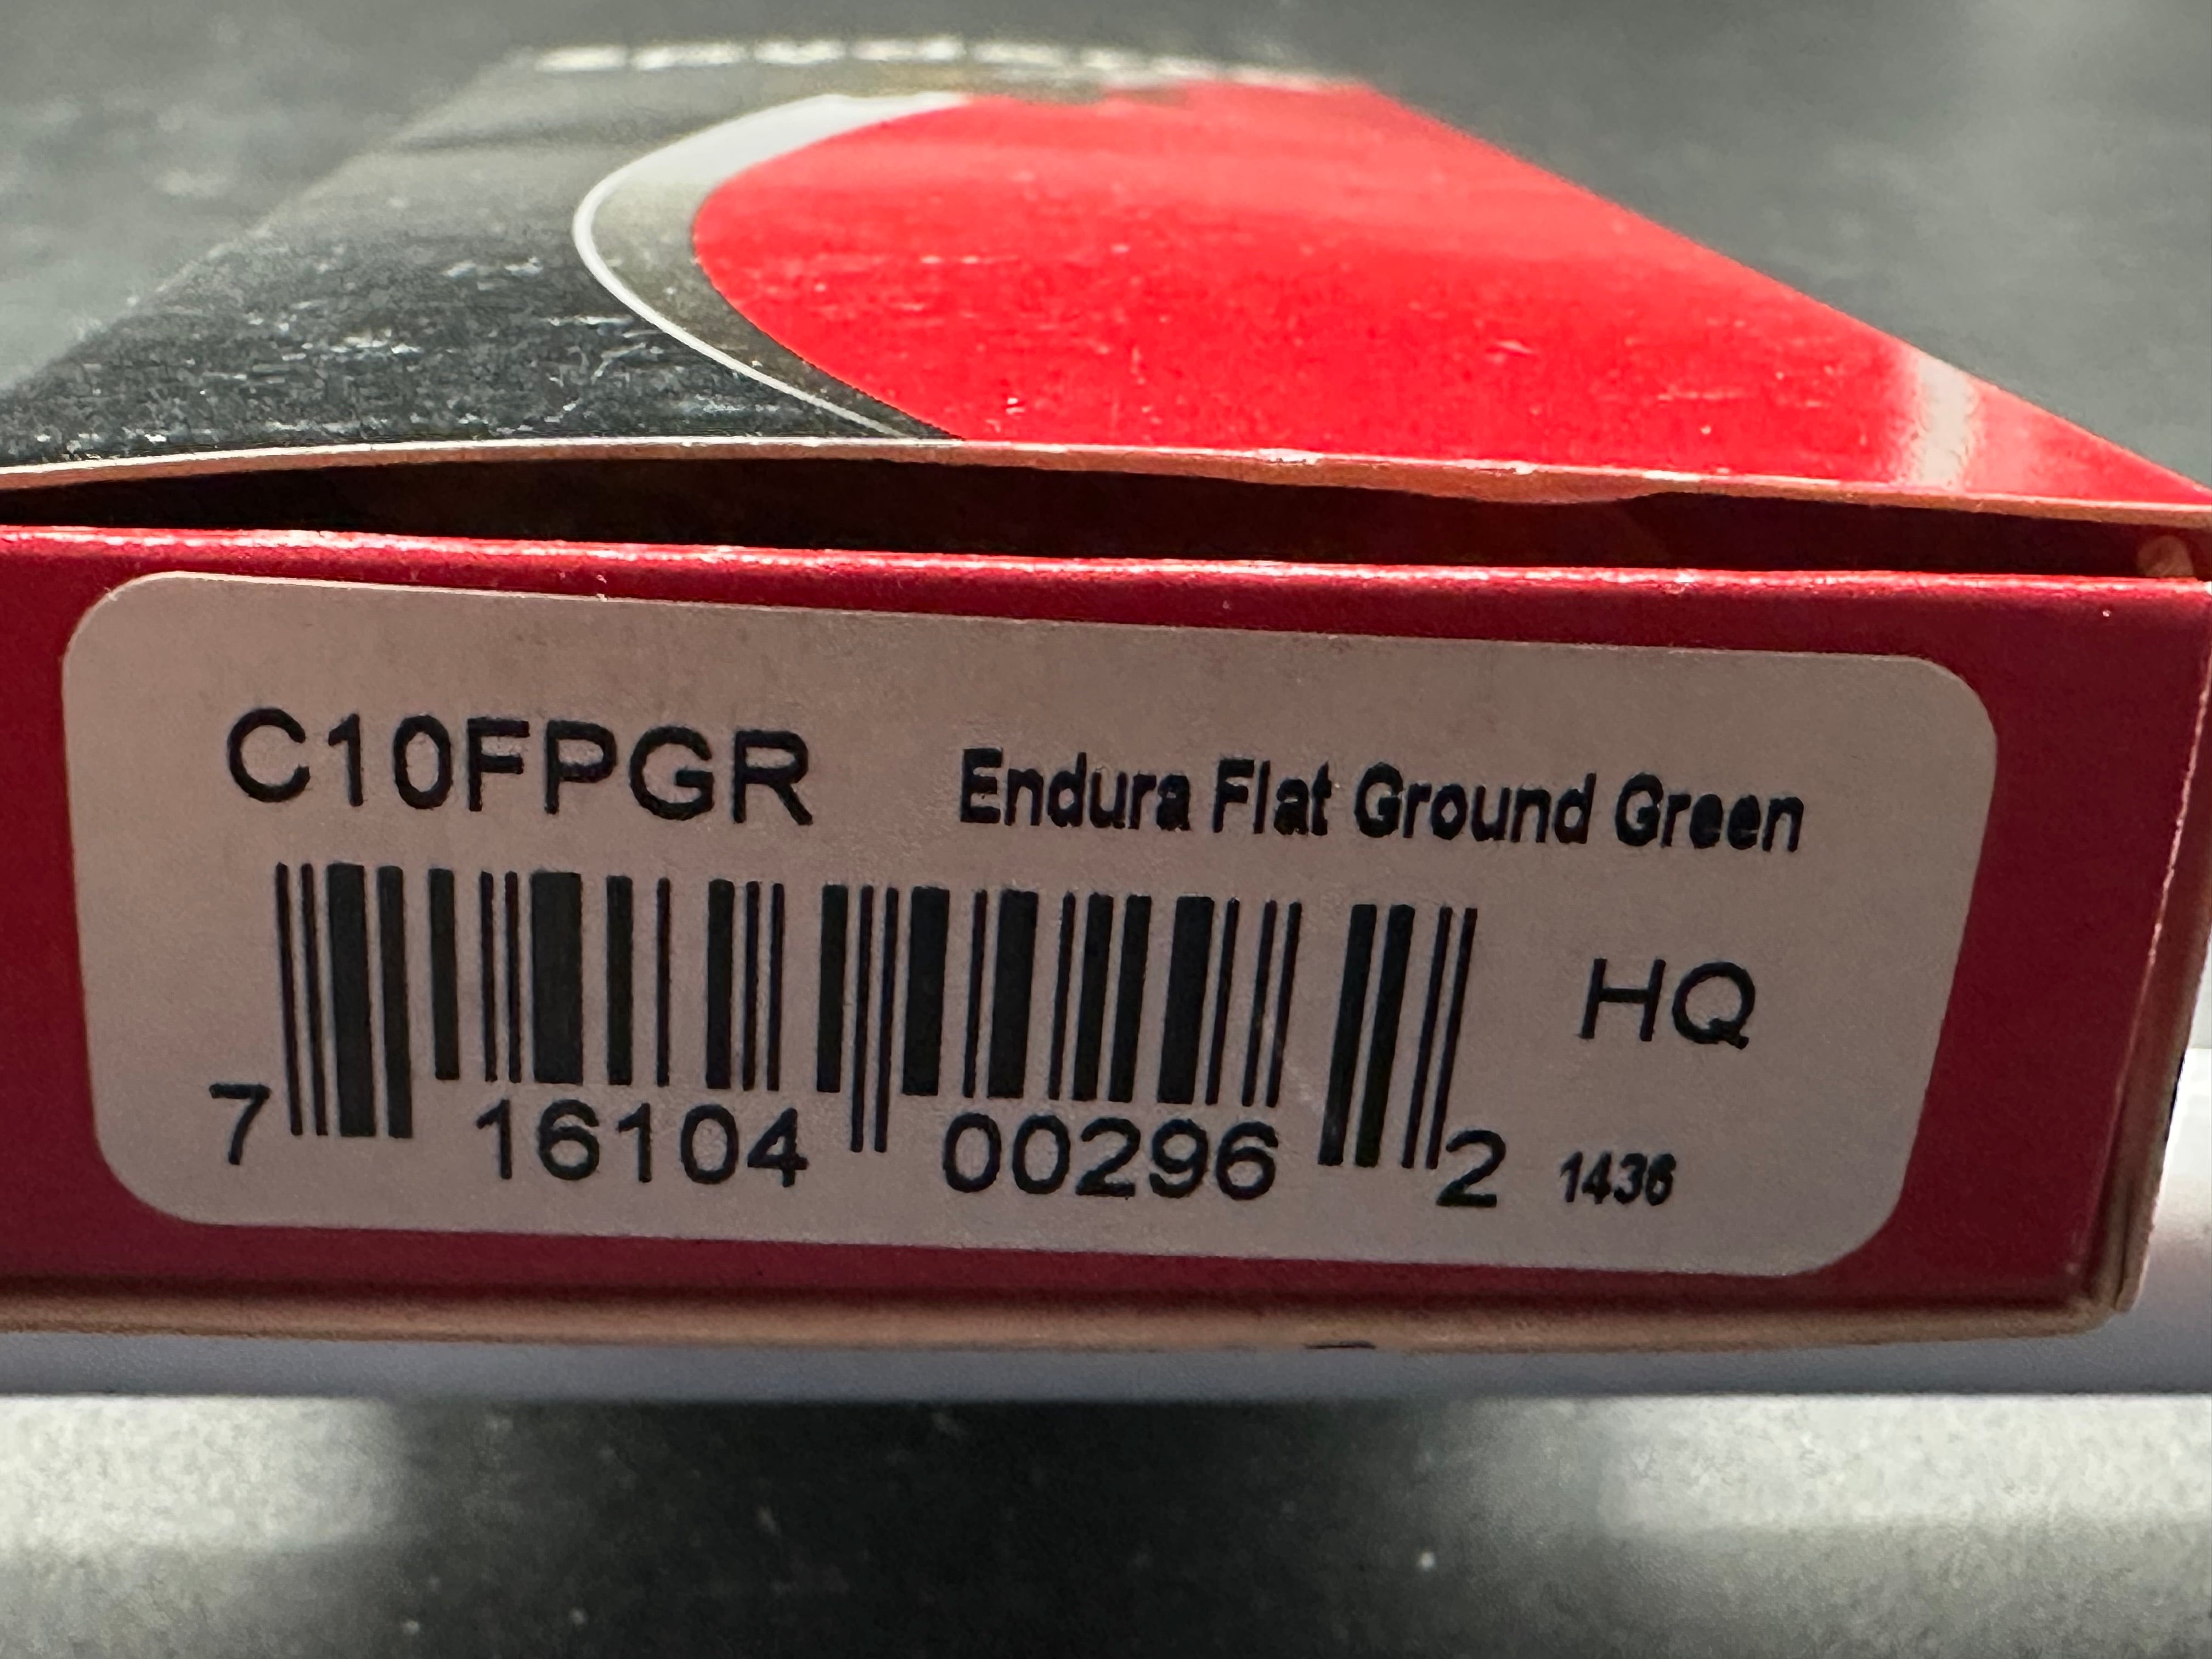 C10FPGR Endura Flat Ground Green
HQ
7 16104 00296 2 1436